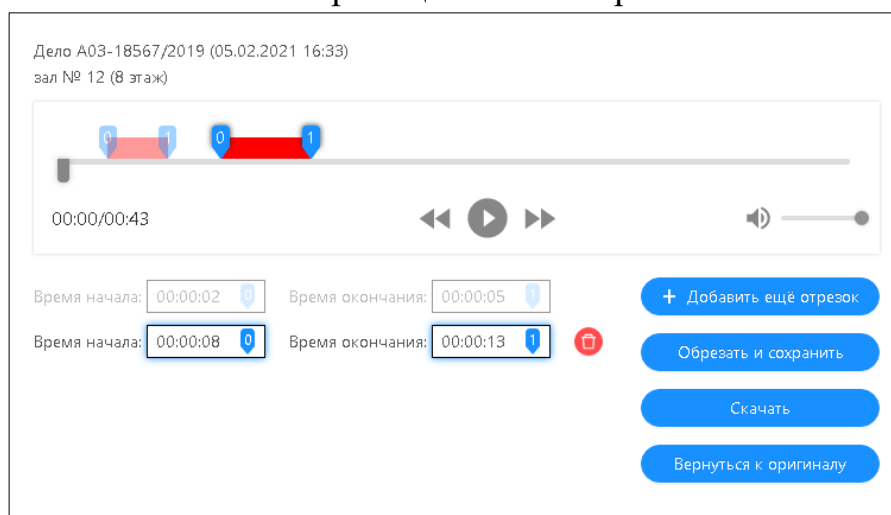 Дело А03-18567/2019 (05.02.2021 16:33)
зал № 12 (8 этаж)
0 1 0 1
00:00/00:43
Время начала: 00:00:02 0 Время окончания: 00:00:05 1
+ Добавить ещё отрезок
Время начала: 00:00:08 0 Время окончания: 00:00:13 1
Обрезать и сохранить
Скачать
Вернуться к оригиналу